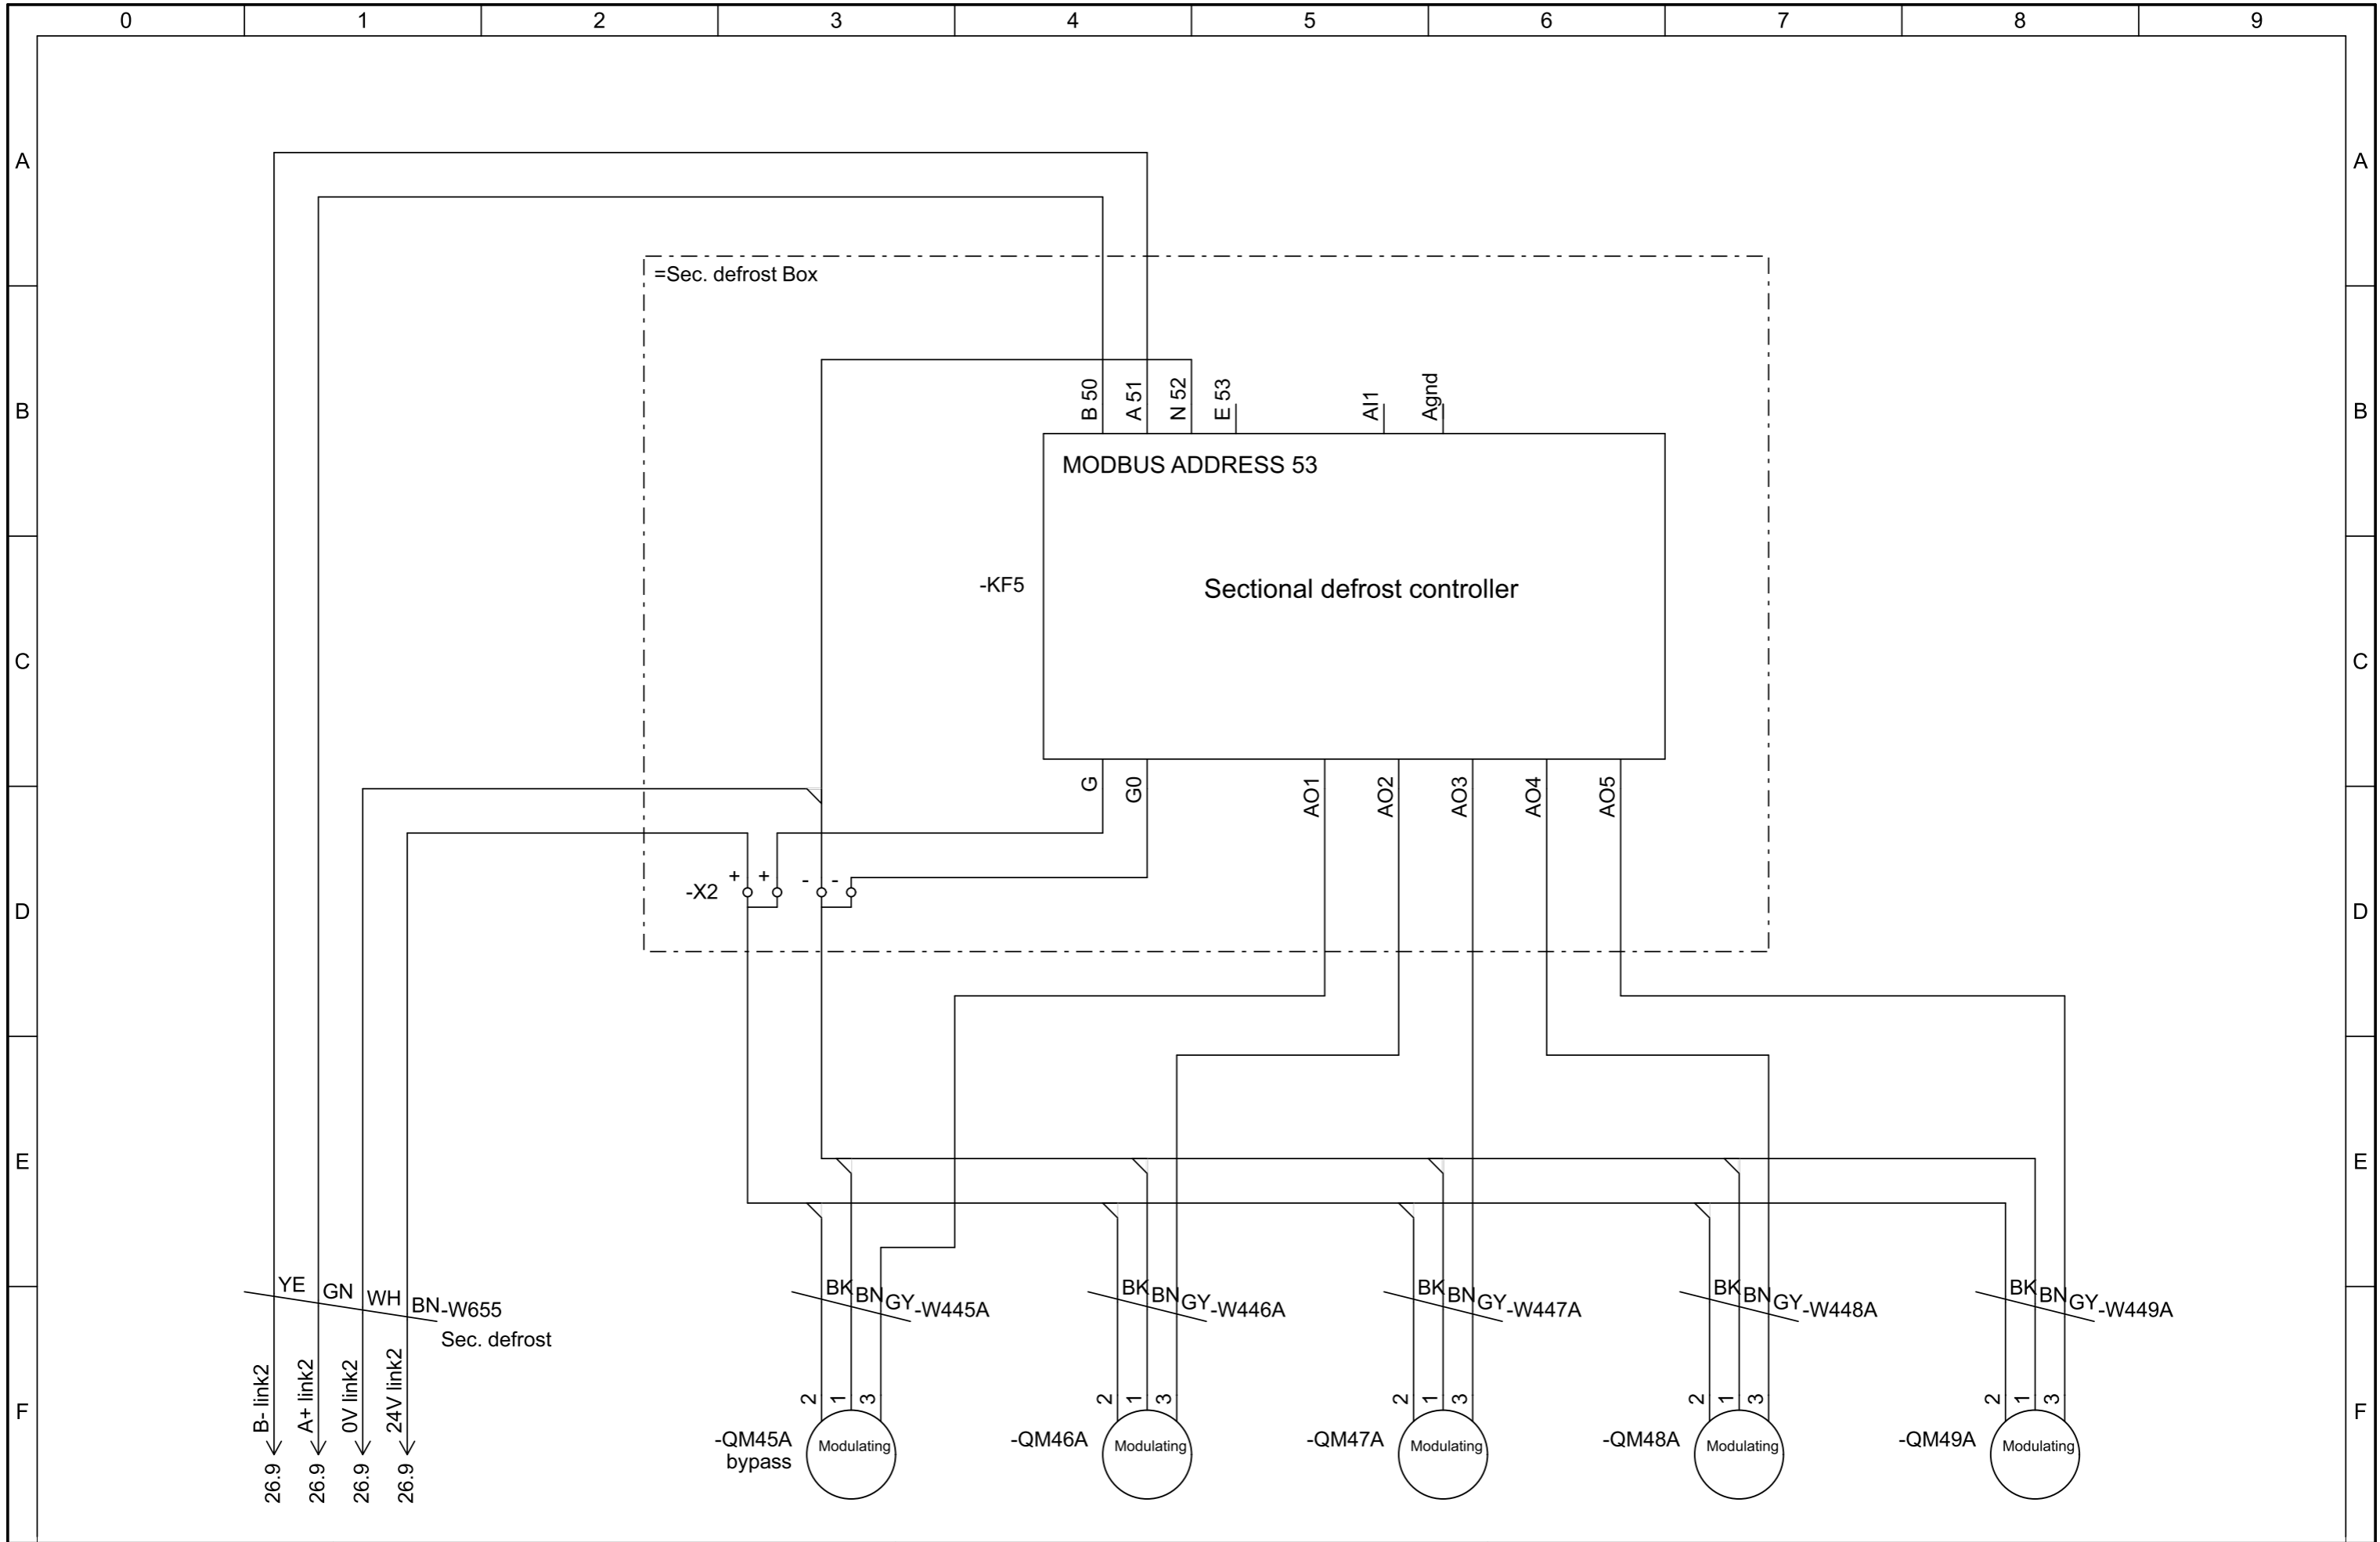 0 1 2 3 4 5 6 7 8 9
A A
=Sec. defrost Box
B 50
A 51
N 52
E 53
AI1
Agnd
B B
MODBUS ADDRESS 53
-KF5
Sectional defrost controller
C C
G
G0
AO1
AO2
AO3
AO4
AO5
-X2
+ + - -
D D
E E
YE GN WH BN -W655
Sec. defrost
BK BN GY -W445A
BK BN GY -W446A
BK BN GY -W447A
BK BN GY -W448A
BK BN GY -W449A
B- link2
A+ link2
0V link2
24V link2
2 1 3
2 1 3
2 1 3
2 1 3
2 1 3
F F
-QM45A
bypass
Modulating
-QM46A
Modulating
-QM47A
Modulating
-QM48A
Modulating
-QM49A
Modulating
26.9
26.9
26.9
26.9